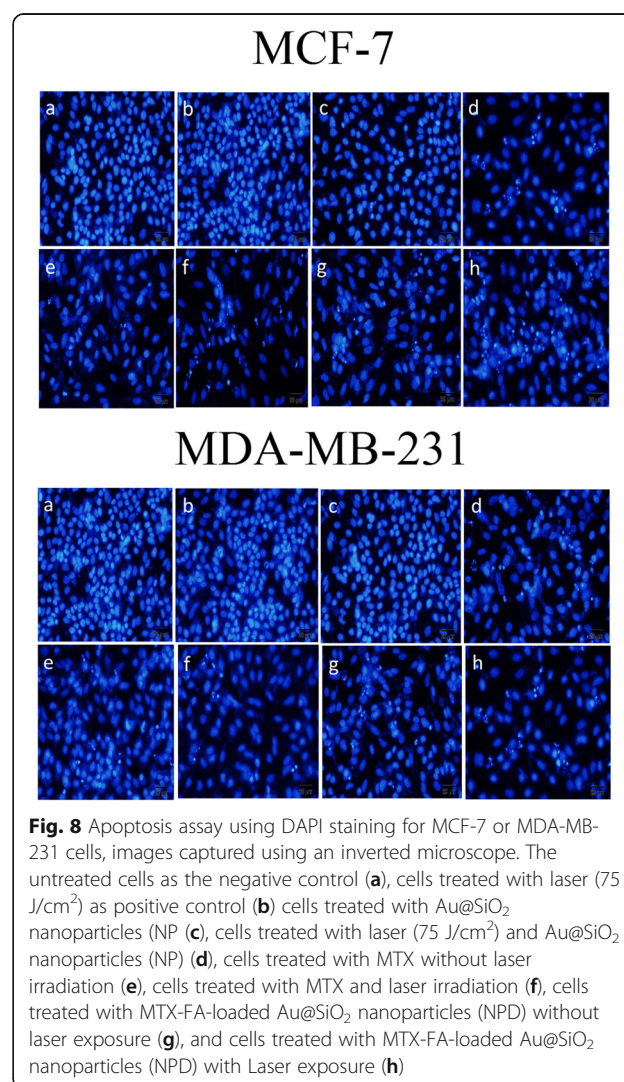 MCF-7
a b c d
e f g h
MDA-MB-231
a b c d
e f g h
Fig. 8 Apoptosis assay using DAPI staining for MCF-7 or MDA-MB-
231 cells, images captured using an inverted microscope. The
untreated cells as the negative control (a), cells treated with laser (75
J/cm²) as positive control (b) cells treated with Au@SiO₂
nanoparticles (NP (c), cells treated with laser (75 J/cm²) and Au@SiO₂
nanoparticles (NP) (d), cells treated with MTX without laser
irradiation (e), cells treated with MTX and laser irradiation (f), cells
treated with MTX-FA-loaded Au@SiO₂ nanoparticles (NPD) without
laser exposure (g), and cells treated with MTX-FA-loaded Au@SiO₂
nanoparticles (NPD) with Laser exposure (h)